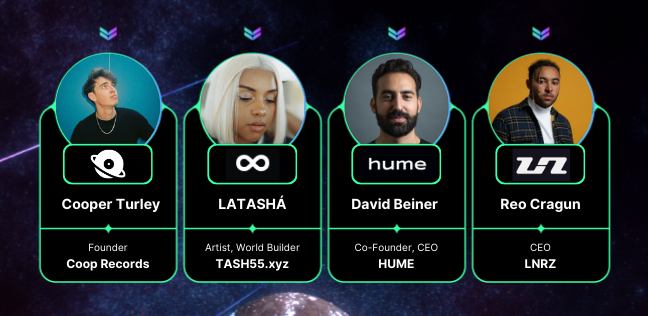 hume
Cooper Turley
LATASHÁ
David Beiner
Reo Cragun
Founder
Coop Records
Artist, World Builder
TASH55.xyz
Co-Founder, CEO
HUME
CEO
LNRZ